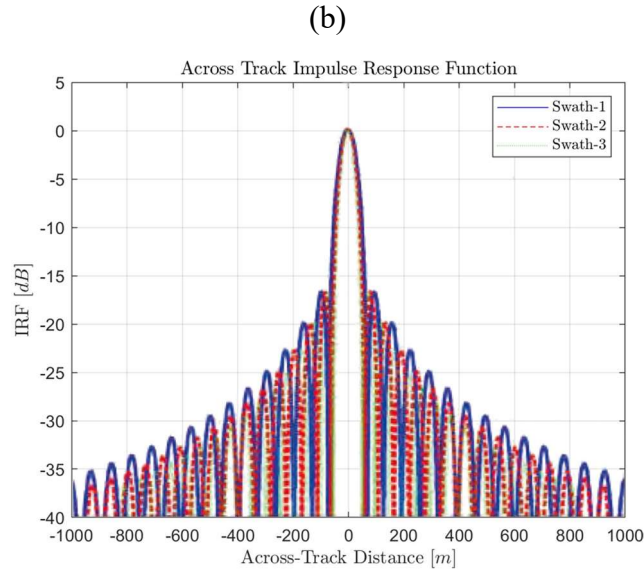 (b)
Across Track Impulse Response Function
5
0
-5
-10
-15
-20
-25
-30
-35
-40
IRF [dB]
Swath-1
Swath-2
Swath-3
-1000 -800 -600 -400 -200 0 200 400 600 800 1000
Across-Track Distance [m]